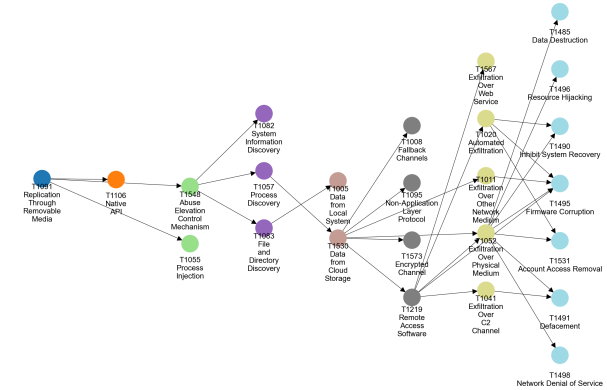 T1091
Replication
Through
Removable
Media
T1106
Native
API
T1548
Abuse
Elevation
Control
Mechanism
T1055
Process
Injection
T1082
System
Information
Discovery
T1057
Process Discovery
T1083
File
and
Directory
Discovery
T1005
Data
from
Local
System
T1530
Data
from
Cloud
Storage
T1008
Fallback
Channels
T1095
Non-Application
Layer
Protocol
T1573
Encrypted
Channel
T1219
Remote
Access
Software
T1567
Exfiltration
Over
Web
Service
T1020
Automated
Exfiltration
T1011
Exfiltration
Over
Other
Network
Medium
T1052
Exfiltration
Over
Physical
Medium
T1041
Exfiltration
Over
C2
Channel
T1485
Data Destruction
T1496
Resource Hijacking
T1490
Inhibit System Recovery
T1495
Firmware Corruption
T1531
Account Access Removal
T1491
Defacement
T1498
Network Denial of Service